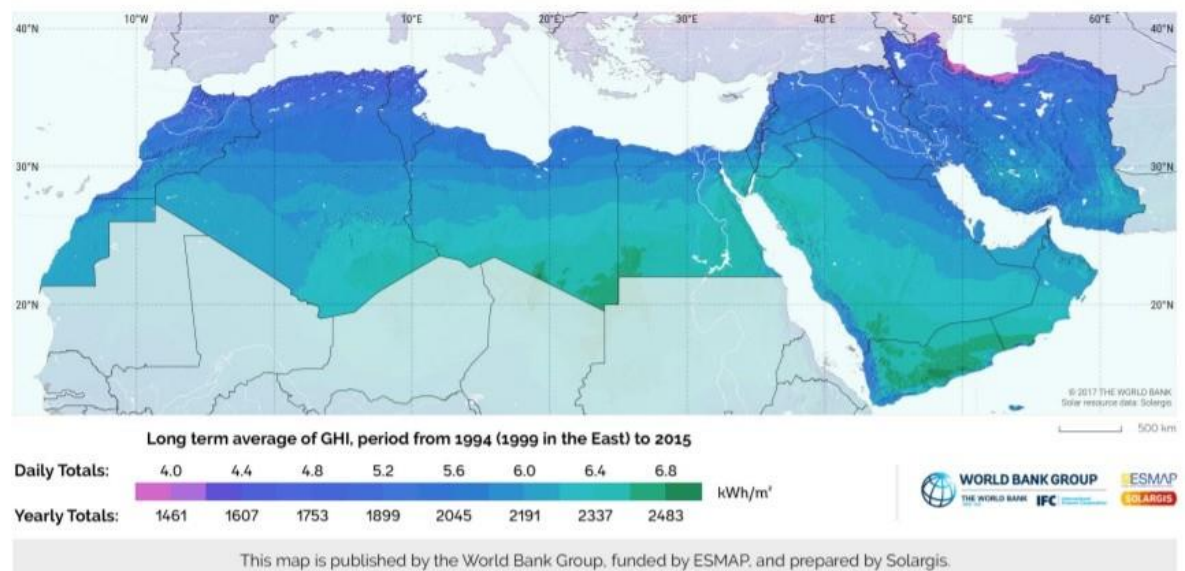 10°W 0° 10°E 20°E 30°E 40°E 50°E 60°E
40°N 40°N
30°N 30°N
20°N 20°N
© 2017 THE WORLD BANK
Solar resource data: Solargis
500 km
Long term average of GHI, period from 1994 (1999 in the East) to 2015
Daily Totals: 4.0 4.4 4.8 5.2 5.6 6.0 6.4 6.8
kWh/m²
Yearly Totals: 1461 1607 1753 1899 2045 2191 2337 2483
WORLD BANK GROUP
THE WORLD BANK IFC
ESMAP
SOLARGIS
This map is published by the World Bank Group, funded by ESMAP, and prepared by Solargis.